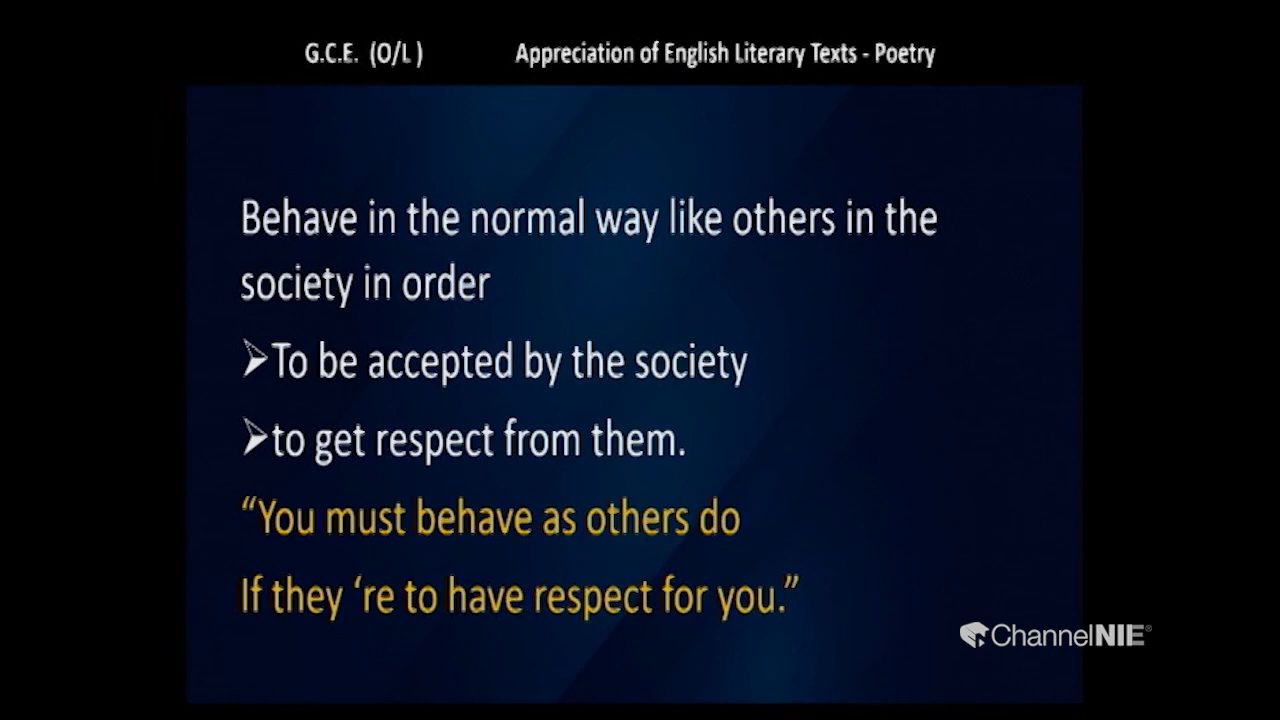 G.C.E. (O/L ) Appreciation of English Literary Texts - Poetry
Behave in the normal way like others in the
society in order
➢To be accepted by the society
➢to get respect from them.
“You must behave as others do
If they ‘re to have respect for you.”
ChannelNIE®